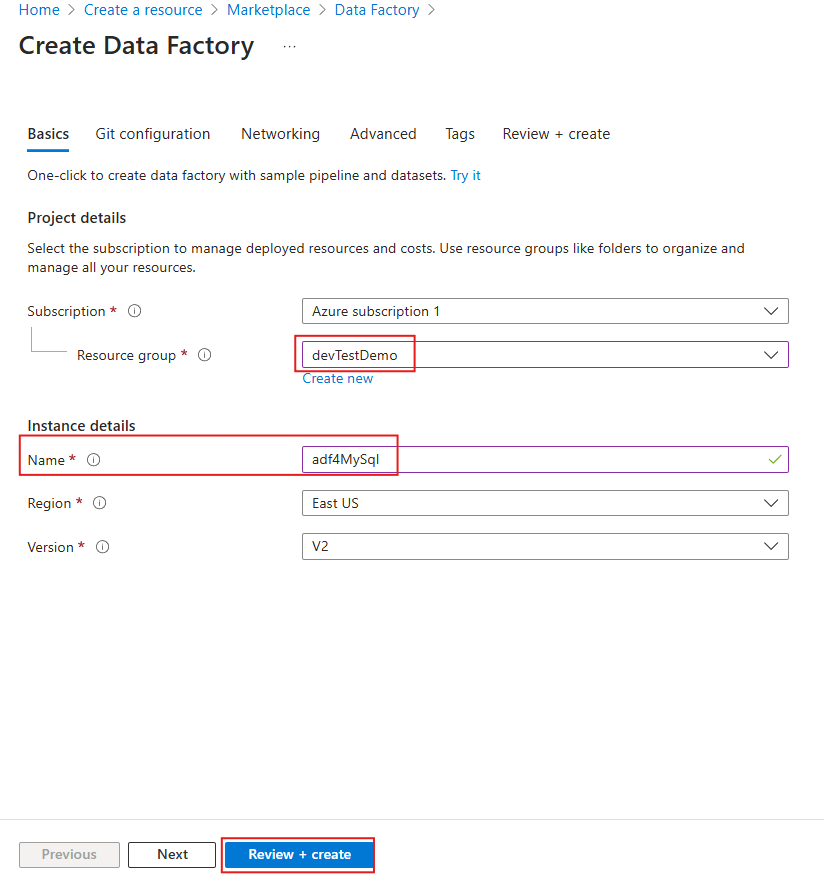 Home > Create a resource > Marketplace > Data Factory >
Create Data Factory ...
Basics Git configuration Networking Advanced Tags Review + create
One-click to create data factory with sample pipeline and datasets. Try it
Project details
Select the subscription to manage deployed resources and costs. Use resource groups like folders to organize and
manage all your resources.
Subscription * Azure subscription 1
Resource group * devTestDemo
Create new
Instance details
Name * adf4MySql
Region * East US
Version * V2
Previous Next Review + create